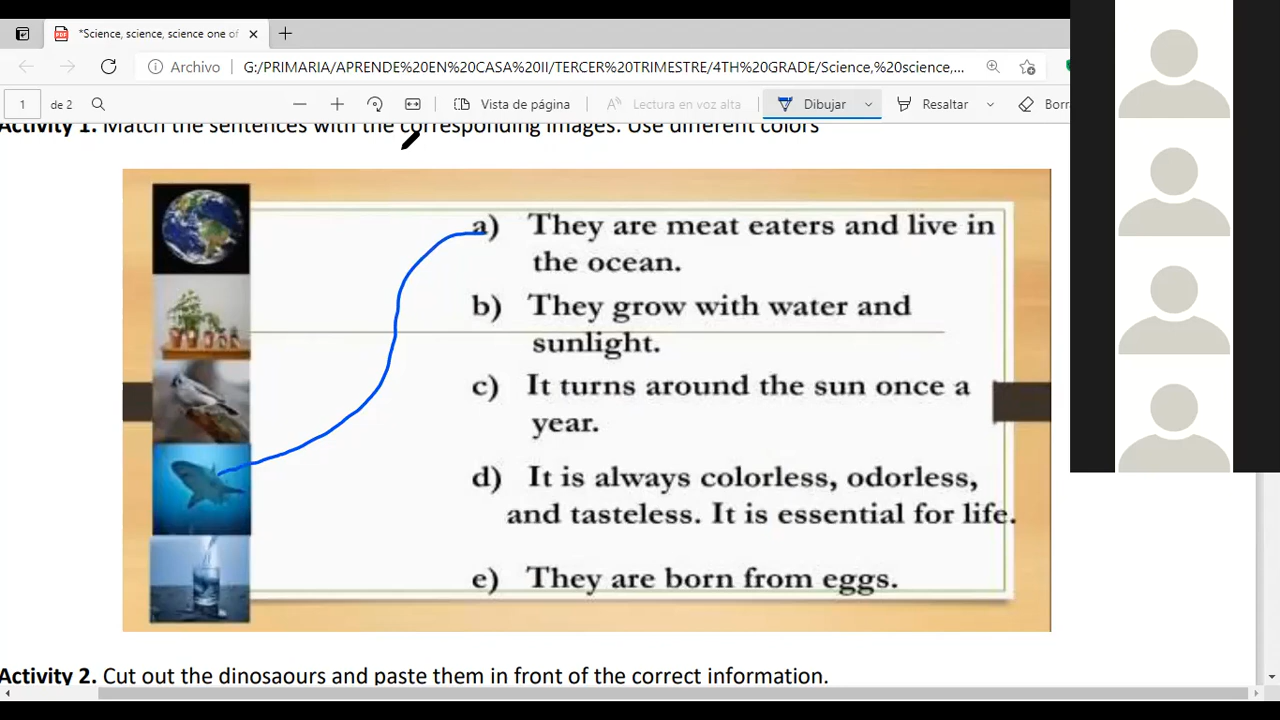 *Science, science, science one of
Archivo G:/PRIMARIA/APRENDE%20EN%20CASA%20II/TERCER%20TRIMESTRE/4TH%20GRADE/Science,%20science,...
1 de 2 Vista de página Lectura en voz alta Dibujar Resaltar Borr
Activity 1. Match the sentences with the corresponding images. Use different colors
a) They are meat eaters and live in
the ocean.
b) They grow with water and
sunlight.
c) It turns around the sun once a
year.
d) It is always colorless, odorless,
and tasteless. It is essential for life.
e) They are born from eggs.
Activity 2. Cut out the dinosaours and paste them in front of the correct information.